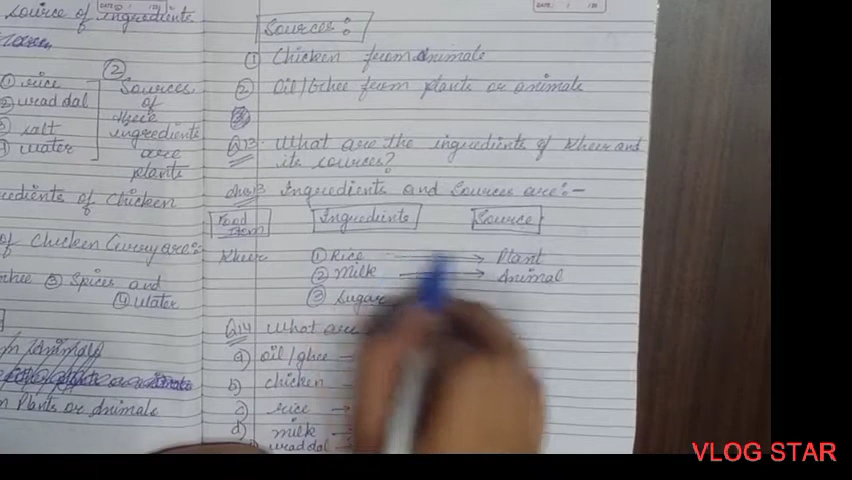 source of ingredients
① rice
② urad dal
③ salt
④ water
②
Sources
of
these
ingredients
are
plants
redients of chicken
of Chicken Curry are:-
hee ③ Spices and
④ Water
m Plants or Animals
Sources:
① Chicken from Animals
② Oil/Ghee from plants or animals
Q13. What are the ingredients of Kheer and
its sources?
Ans13 Ingredients and Sources are:-
Food Item Ingredients Source
Kheer ① Rice → Plant
② Milk → Animal
③ Sugar
Q14 What are
a) oil/ghee →
b) chicken
c) rice →
d) milk →
urad dal →
VLOG STAR